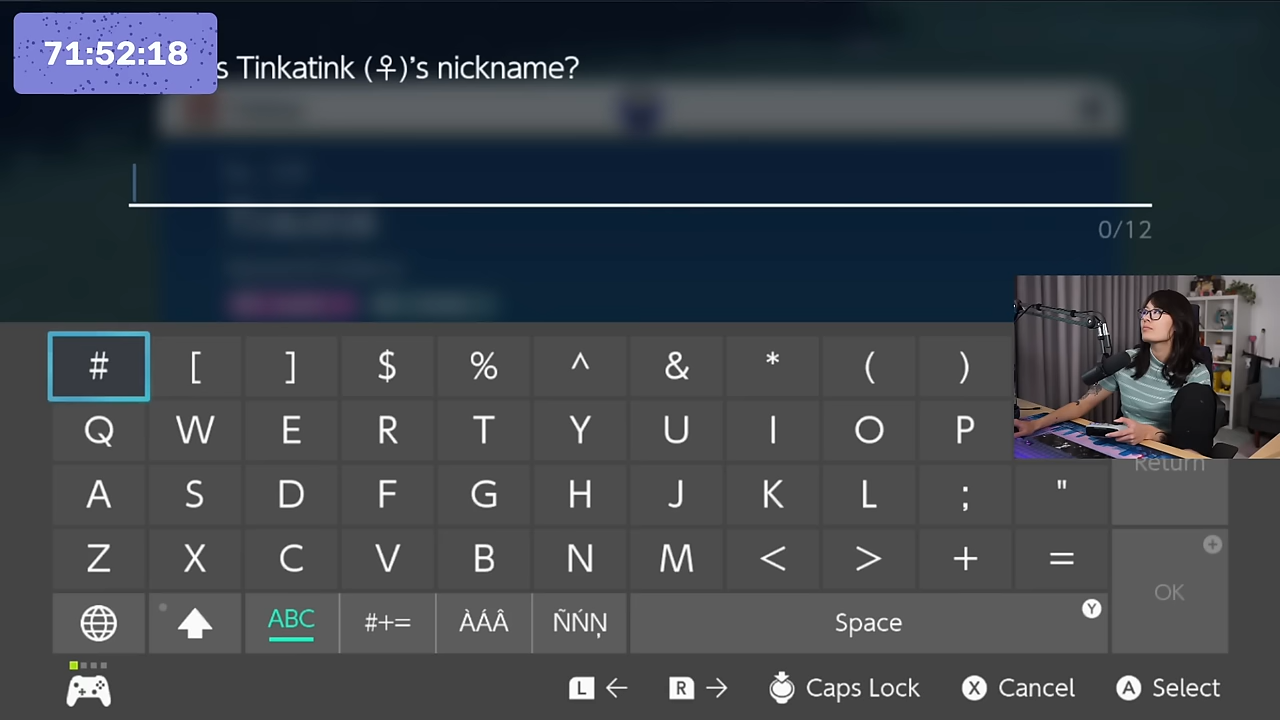 71:52:18
s Tinkatink (♀)'s nickname?
0/12
# [ ] $ % ^ & * ( )
Q W E R T Y U I O P
Return
A S D F G H J K L ; "
Z X C V B N M < > + =
OK
ABC #+= ÀÁÂ ÑŃŅ Space Y
L ← R → Caps Lock X Cancel A Select